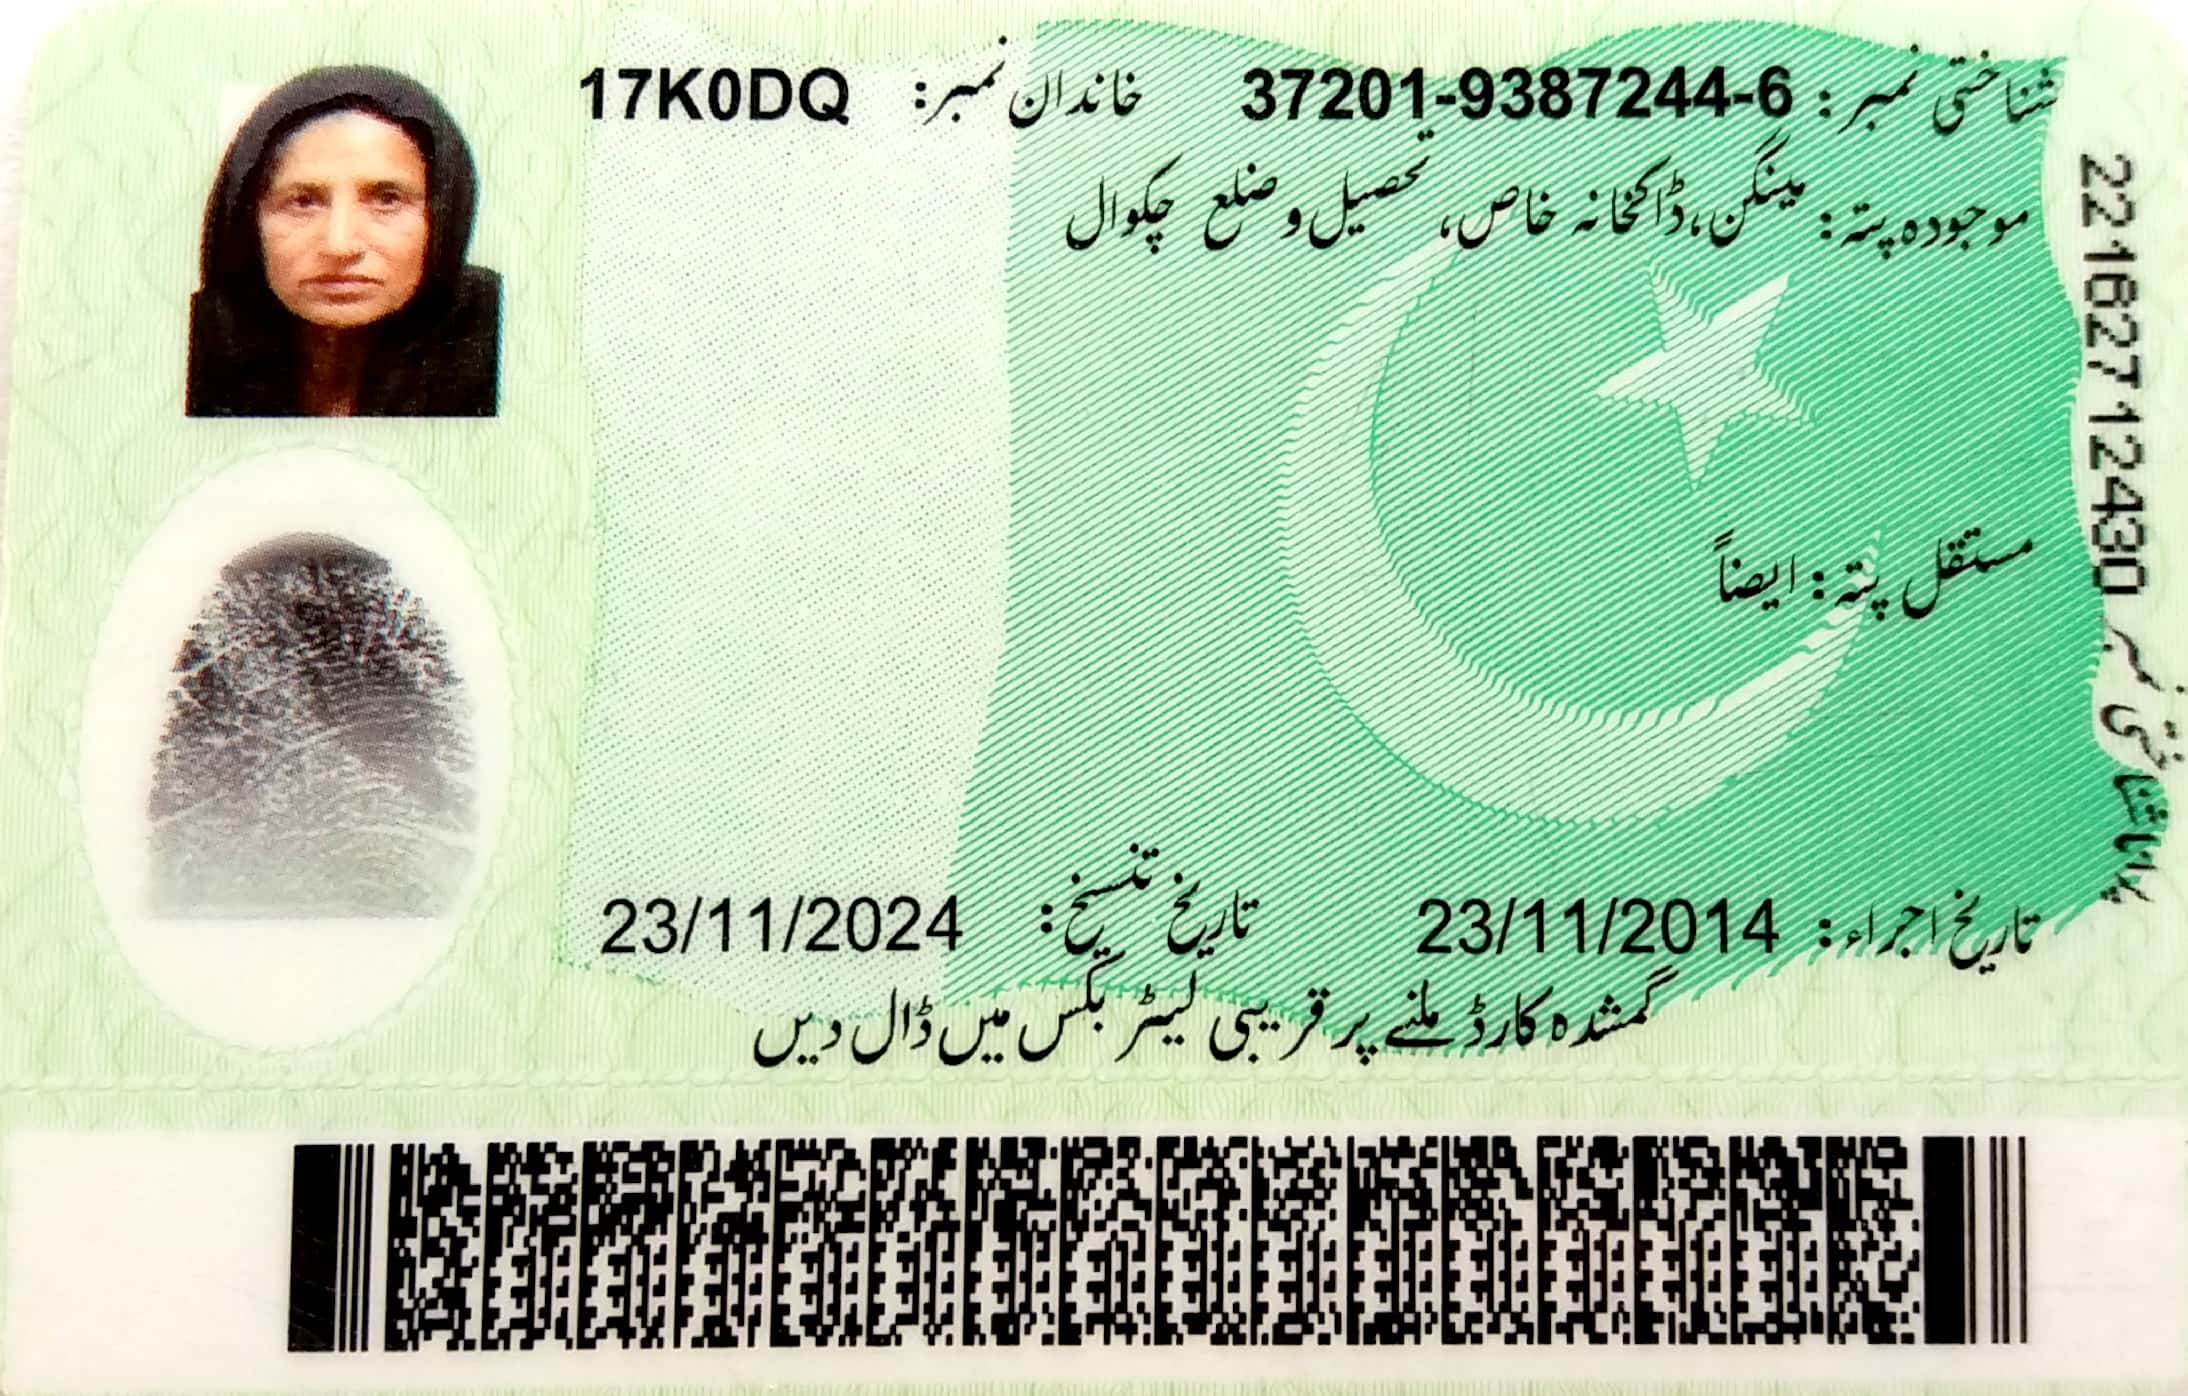 شناختی نمبر: 37201-9387244-6 خاندان نمبر: 17K0DQ
موجودہ پتہ: مینگن، ڈاکخانہ خاص، تحصیل و ضلع چکوال
مستقل پتہ: ایضاً
تاریخ اجراء: 23/11/2014 تاریخ تنسیخ: 23/11/2024
گمشدہ کارڈ ملنے پر قریبی لیٹر بکس میں ڈال دیں
پرانا شناختی نمبر 22162712430